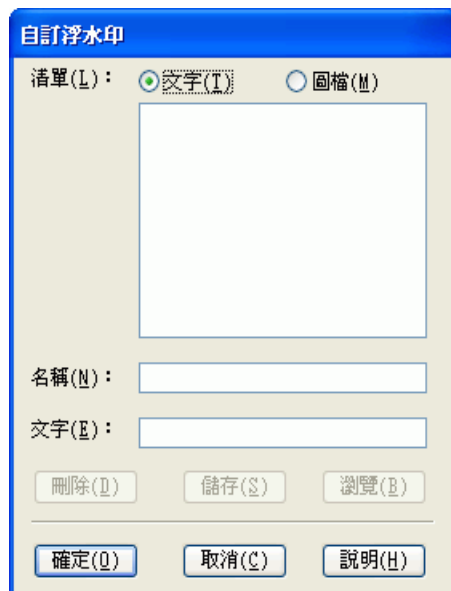 自訂浮水印
清單(L)： 文字(T) 圖檔(M)
名稱(N)：
文字(E)：
刪除(D) 儲存(S) 瀏覽(B)
確定(O) 取消(C) 說明(H)